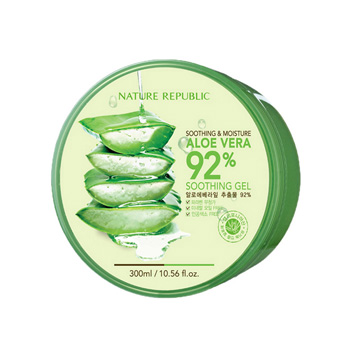 NATURE REPUBLIC
SOOTHING & MOISTURE
ALOE VERA
92%
SOOTHING GEL
알로에베라잎 추출물 92%
300ml / 10.56 fl.oz.